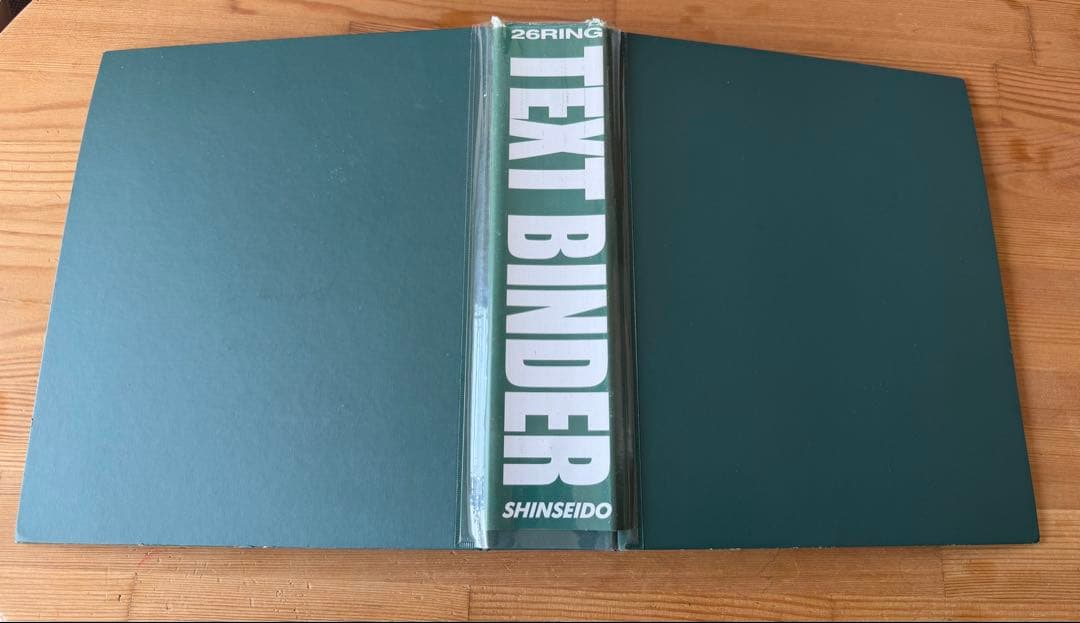 26RING
TEXT BINDER
SHINSEIDO